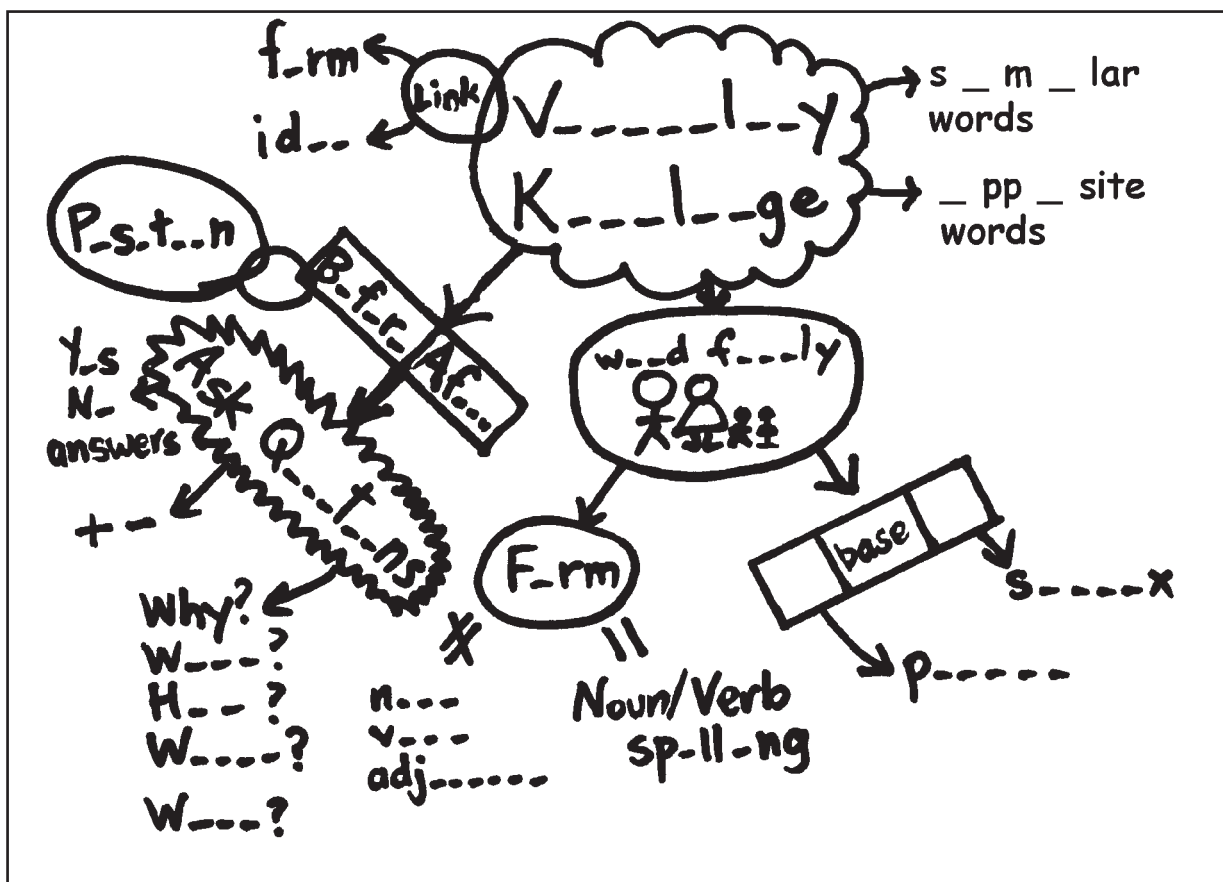 f_rm
id_ _
Link
V_ _ _ _ _l_ _y
K_ _ _ _l_ _ge
s _ m _ lar
words
_ pp _ site
words
P_s_t_ _n
B_f_r_
Af_ _ _
Y_s
N_
answers
Ask
Q_ _ _ _t_ _ns
+ -
w_ _d f_ _ _ly
F_rm
base
s_ _ _ _ _x
p_ _ _ _ _ _
Why?
W_ _ _?
H_ _ ?
W_ _ _ _?
W_ _ _?
n_ _ _
v_ _ _
adj_ _ _ _ _ _
Noun/Verb
sp_ll_ng